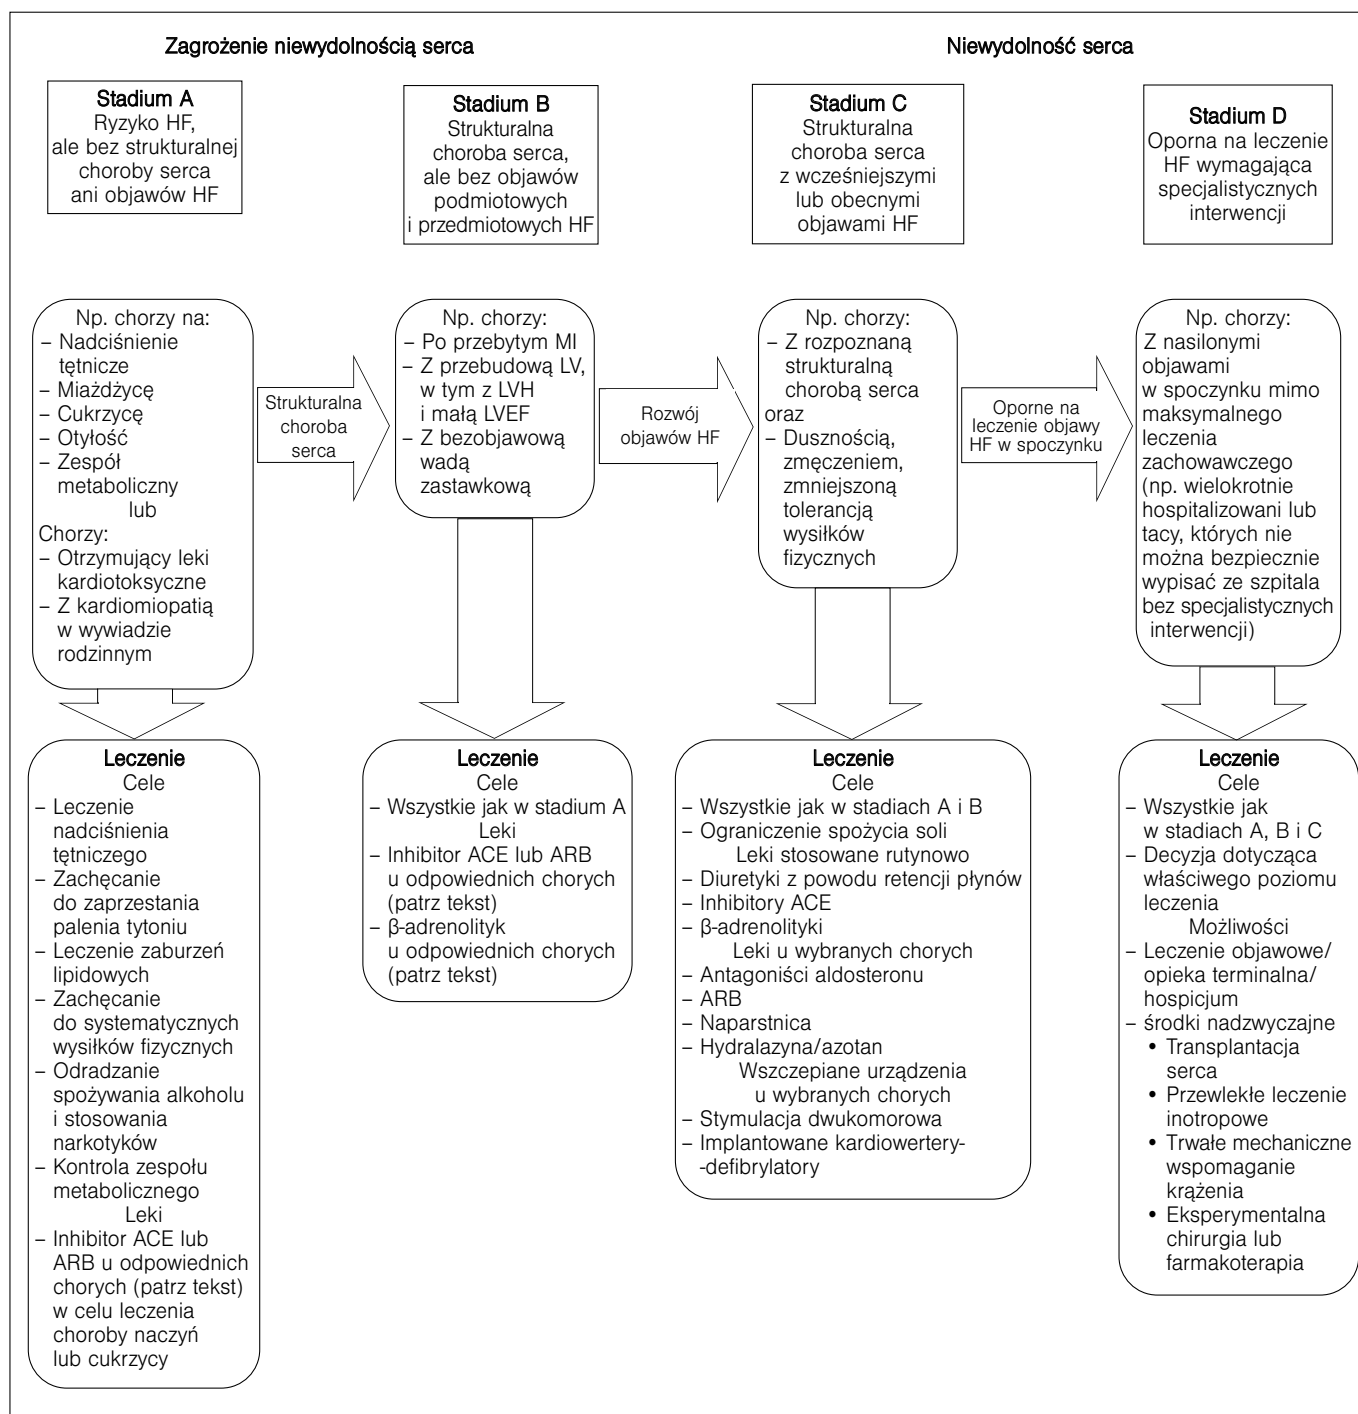 Zagrożenie niewydolnością serca
Niewydolność serca
Stadium A
Ryzyko HF,
ale bez strukturalnej
choroby serca
ani objawów HF
Stadium B
Strukturalna
choroba serca,
ale bez objawów
podmiotowych
i przedmiotowych HF
Stadium C
Strukturalna
choroba serca
z wcześniejszymi
lub obecnymi
objawami HF
Stadium D
Oporna na leczenie
HF wymagająca
specjalistycznych
interwencji
Np. chorzy na:
– Nadciśnienie
tętnicze
– Miażdżycę
– Cukrzycę
– Otyłość
– Zespół
metaboliczny
lub
Chorzy:
– Otrzymujący leki
kardiotoksyczne
– Z kardiomiopatią
w wywiadzie
rodzinnym
Strukturalna
choroba
serca
Np. chorzy:
– Po przebytym MI
– Z przebudową LV,
w tym z LVH
i małą LVEF
– Z bezobjawową
wadą
zastawkową
Rozwój
objawów HF
Np. chorzy:
– Z rozpoznaną
strukturalną
chorobą serca
oraz
– Dusznością,
zmęczeniem,
zmniejszoną
tolerancją
wysiłków
fizycznych
Oporne na
leczenie objawy
HF w spoczynku
Np. chorzy:
Z nasilonymi
objawami
w spoczynku mimo
maksymalnego
leczenia
zachowawczego
(np. wielokrotnie
hospitalizowani lub
tacy, których nie
można bezpiecznie
wypisać ze szpitala
bez specjalistycznych
interwencji)
Leczenie
Cele
– Leczenie
nadciśnienia
tętniczego
– Zachęcanie
do zaprzestania
palenia tytoniu
– Leczenie zaburzeń
lipidowych
– Zachęcanie
do systematycznych
wysiłków fizycznych
– Odradzanie
spożywania alkoholu
i stosowania
narkotyków
– Kontrola zespołu
metabolicznego
Leki
– Inhibitor ACE lub
ARB u odpowiednich
chorych (patrz tekst)
w celu leczenia
choroby naczyń
lub cukrzycy
Leczenie
Cele
– Wszystkie jak w stadium A
Leki
– Inhibitor ACE lub ARB
u odpowiednich chorych
(patrz tekst)
– β-adrenolityk
u odpowiednich chorych
(patrz tekst)
Leczenie
Cele
– Wszystkie jak w stadiach A i B
– Ograniczenie spożycia soli
Leki stosowane rutynowo
– Diuretyki z powodu retencji płynów
– Inhibitory ACE
– β-adrenolityki
Leki u wybranych chorych
– Antagoniści aldosteronu
– ARB
– Naparstnica
– Hydralazyna/azotan
Wszczepiane urządzenia
u wybranych chorych
– Stymulacja dwukomorowa
– Implantowane kardiowertery-
-defibrylatory
Leczenie
Cele
– Wszystkie jak
w stadiach A, B i C
– Decyzja dotycząca
właściwego poziomu
leczenia
Możliwości
– Leczenie objawowe/
opieka terminalna/
hospicjum
– środki nadzwyczajne
• Transplantacja
serca
• Przewlekłe leczenie
inotropowe
• Trwałe mechaniczne
wspomaganie
krążenia
• Eksperymentalna
chirurgia lub
farmakoterapia